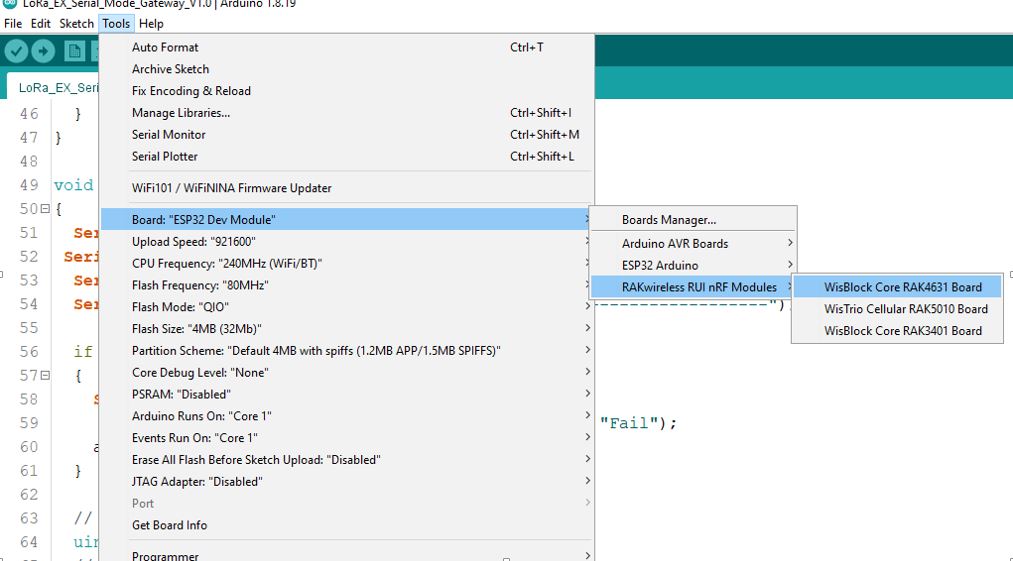 LoRa_EX_Serial_Mode_Gateway_V1.0 | Arduino 1.8.19
File Edit Sketch Tools Help
LoRa_EX_Seri
Auto Format Ctrl+T
Archive Sketch
Fix Encoding & Reload
Manage Libraries... Ctrl+Shift+I
Serial Monitor Ctrl+Shift+M
Serial Plotter Ctrl+Shift+L
WiFi101 / WiFiNINA Firmware Updater
Board: "ESP32 Dev Module"
Upload Speed: "921600"
CPU Frequency: "240MHz (WiFi/BT)"
Flash Frequency: "80MHz"
Flash Mode: "QIO"
Flash Size: "4MB (32Mb)"
Partition Scheme: "Default 4MB with spiffs (1.2MB APP/1.5MB SPIFFS)"
Core Debug Level: "None"
PSRAM: "Disabled"
Arduino Runs On: "Core 1"
Events Run On: "Core 1"
Erase All Flash Before Sketch Upload: "Disabled"
JTAG Adapter: "Disabled"
Port
Get Board Info
Programmer
Boards Manager...
Arduino AVR Boards
ESP32 Arduino
RAKwireless RUI nRF Modules
WisBlock Core RAK4631 Board
WisTrio Cellular RAK5010 Board
WisBlock Core RAK3401 Board
46 }
47 }
48
49 void
50 {
51 Ser
52 Seri
53 Ser
54 Ser -----------------")
55
56 if
57 {
58
59 "Fail");
60 a
61 }
62
63 //
64 uin